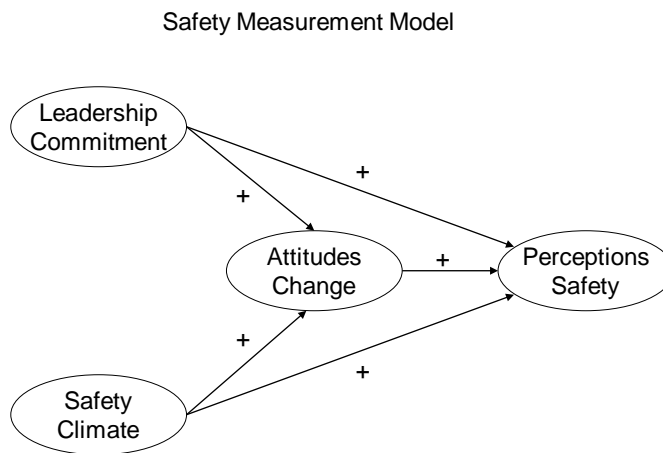 Safety Measurement Model
Leadership
Commitment
+
+
Attitudes
Change
+
Perceptions
Safety
+
+
Safety
Climate